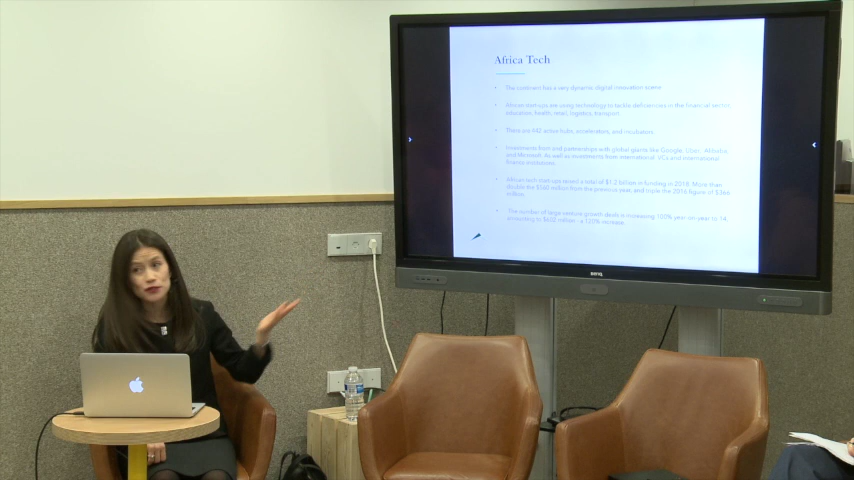 Africa Tech
The continent has a very dynamic digital innovation scene
African start-ups are using technology to tackle deficiencies in the financial sector,
education, health, retail, logistics, transport
There are 442 active hubs, accelerators, and incubators.
Investments from and partnerships with global giants like Google, Uber, Alibaba,
and Microsoft. As well as investments from international VCs and international
finance institutions
African tech start-ups raised a total of $1.2 billion in funding in 2018. More than
double the $560 million from the previous year, and triple the 2016 figure of $366
million.
The number of large venture growth deals is increasing 100% year-on-year to 14,
amounting to $608 million - a 125% increase.
BenQ